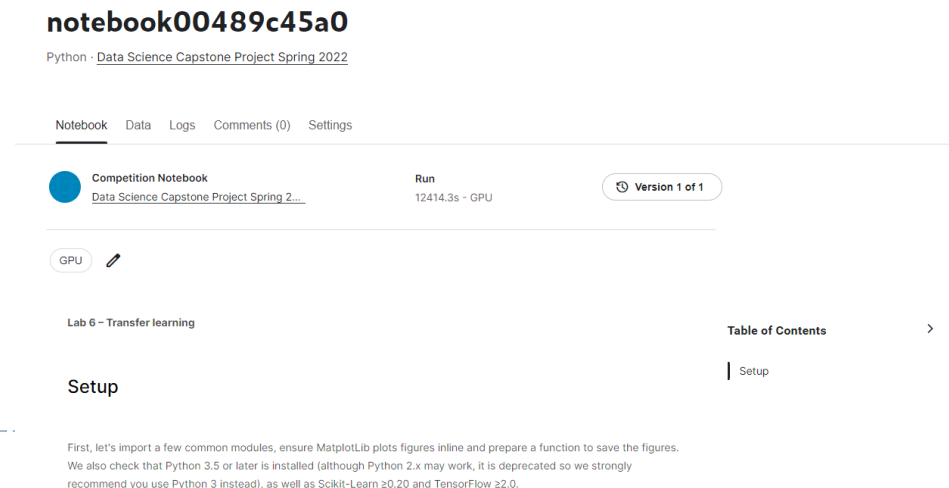 notebook00489c45a0
Python · Data Science Capstone Project Spring 2022
Notebook Data Logs Comments (0) Settings
Competition Notebook
Data Science Capstone Project Spring 2...
Run
12414.3s - GPU
Version 1 of 1
GPU
Lab 6 – Transfer learning
Table of Contents
Setup
Setup
First, let's import a few common modules, ensure MatplotLib plots figures inline and prepare a function to save the figures.
We also check that Python 3.5 or later is installed (although Python 2.x may work, it is deprecated so we strongly
recommend you use Python 3 instead), as well as Scikit-Learn ≥0.20 and TensorFlow ≥2.0.